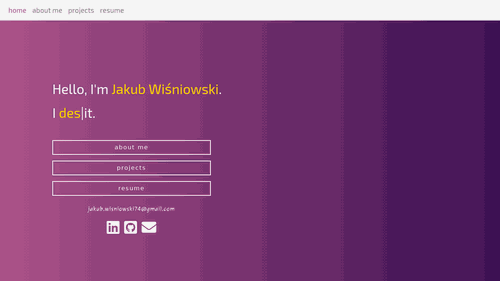 home about me projects resume
Hello, I'm Jakub Wiśniowski.
I des|it.
about me
projects
resume
jakub.wisniowski74@gmail.com